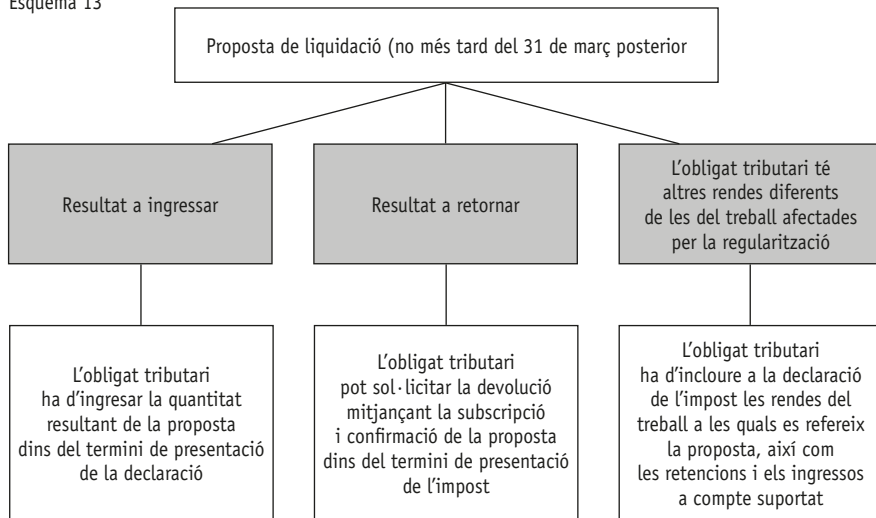 Esquema 13
Proposta de liquidació (no més tard del 31 de març posterior
Resultat a ingressar
Resultat a retornar
L'obligat tributari té
altres rendes diferents
de les del treball afectades
per la regularització
L'obligat tributari
ha d'ingresar la quantitat
resultant de la proposta
dins del termini de presentació
de la declaració
L'obligat tributari
pot sol·licitar la devolució
mitjançant la subscripció
i confirmació de la proposta
dins del termini de presentació
de l'impost
L'obligat tributari
ha d'incloure a la declaració
de l'impost les rendes del
treball a les quals es refereix
la proposta, així com
les retencions i els ingressos
a compte suportat